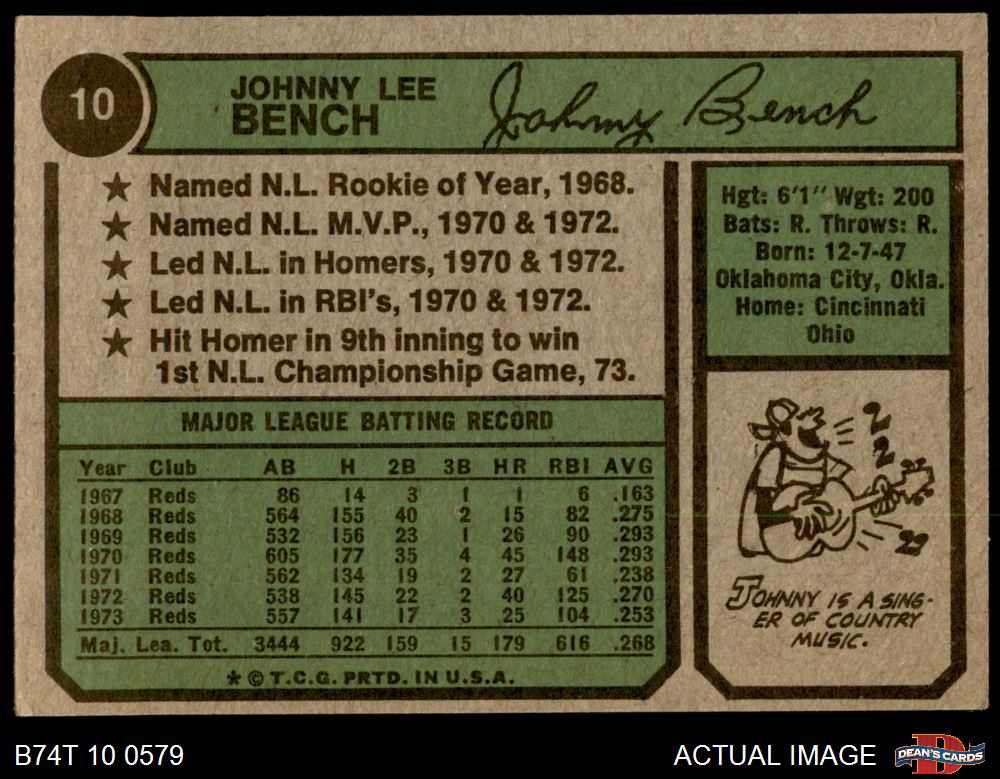 10
JOHNNY LEE
BENCH
Johnny Bench
★ Named N.L. Rookie of Year, 1968.
★ Named N.L. M.V.P., 1970 & 1972.
★ Led N.L. in Homers, 1970 & 1972.
★ Led N.L. in RBI's, 1970 & 1972.
★ Hit Homer in 9th inning to win
1st N.L. Championship Game, 73.
Hgt: 6'1" Wgt: 200
Bats: R. Throws: R.
Born: 12-7-47
Oklahoma City, Okla.
Home: Cincinnati
Ohio
MAJOR LEAGUE BATTING RECORD
Year Club AB H 2B 3B HR RBI AVG
1967 Reds 86 14 3 1 1 6 .163
1968 Reds 564 155 40 2 15 82 .275
1969 Reds 532 156 23 1 26 90 .293
1970 Reds 605 177 35 4 45 148 .293
1971 Reds 562 134 19 2 27 61 .238
1972 Reds 538 145 22 2 40 125 .270
1973 Reds 557 141 17 3 25 104 .253
Maj. Lea. Tot. 3444 922 159 15 179 616 .268
* © T.C.G. PRTD. IN U.S.A.
JOHNNY IS A SING-
ER OF COUNTRY
MUSIC.
B74T 10 0579
ACTUAL IMAGE
DEAN'S CARDS